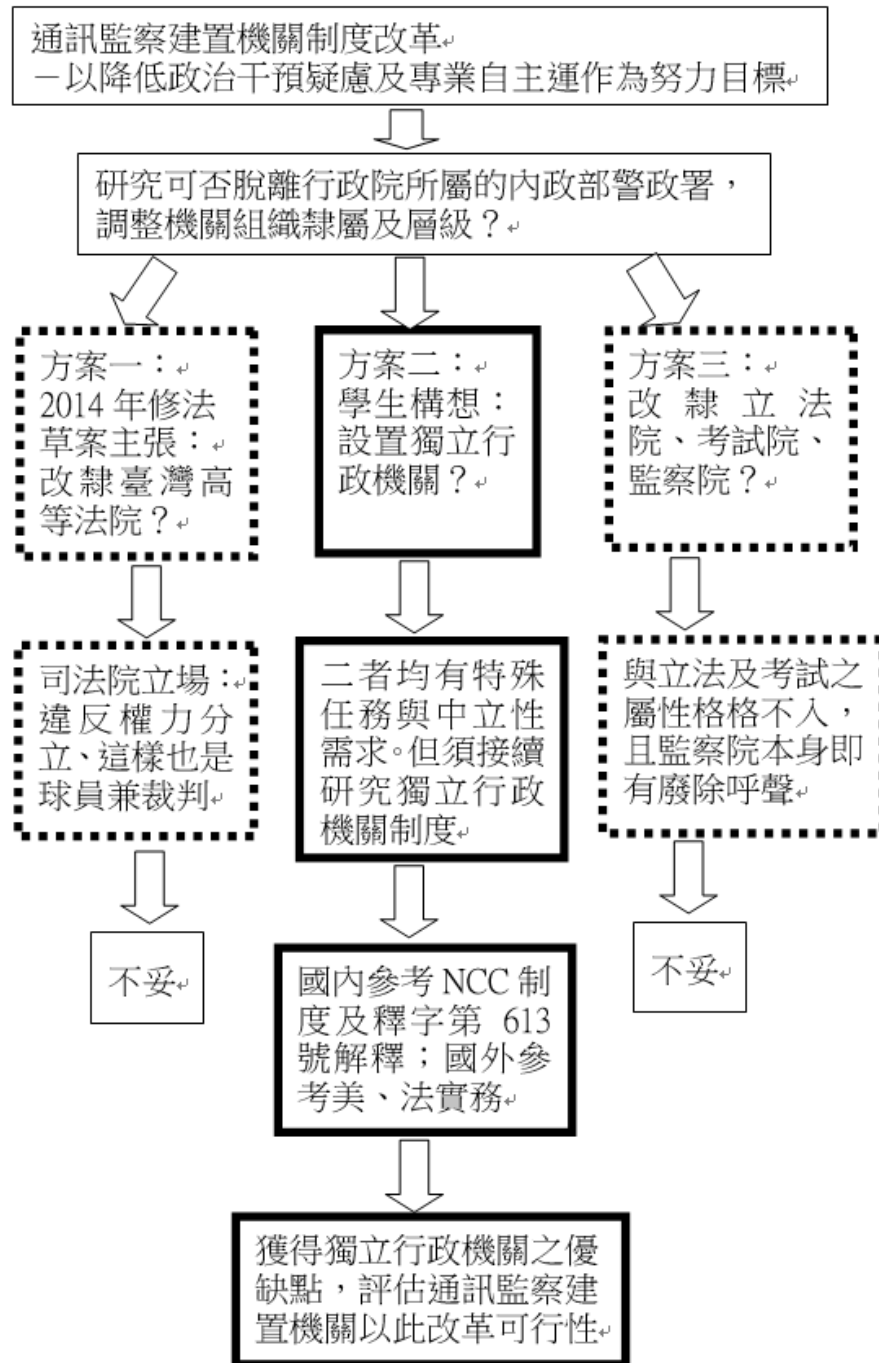 通訊監察建置機關制度改革
－以降低政治干預疑慮及專業自主運作為努力目標
研究可否脫離行政院所屬的內政部警政署，
調整機關組織隸屬及層級？
方案一：
2014 年修法
草案主張：
改隸臺灣高
等法院？
方案二：
學生構想：
設置獨立行
政機關？
方案三：
改隸立法
院、考試院、
監察院？
司法院立場：
違反權力分
立、這樣也是
球員兼裁判
二者均有特殊
任務與中立性
需求。但須接續
研究獨立行政
機關制度
與立法及考試之
屬性格格不入，
且監察院本身即
有廢除呼聲
不妥
國內參考 NCC 制
度及釋字第 613
號解釋；國外參
考美、法實務
不妥
獲得獨立行政機關之優
缺點，評估通訊監察建
置機關以此改革可行性